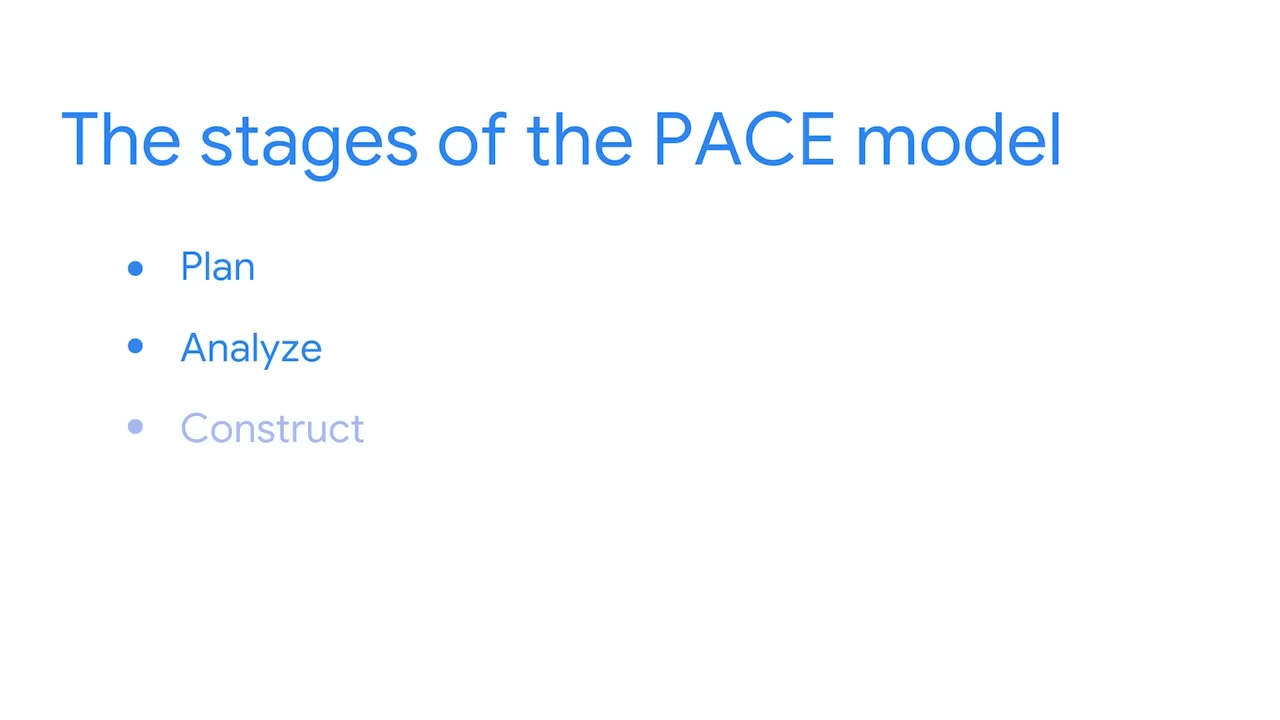 The stages of the PACE model
• Plan
• Analyze
• Construct